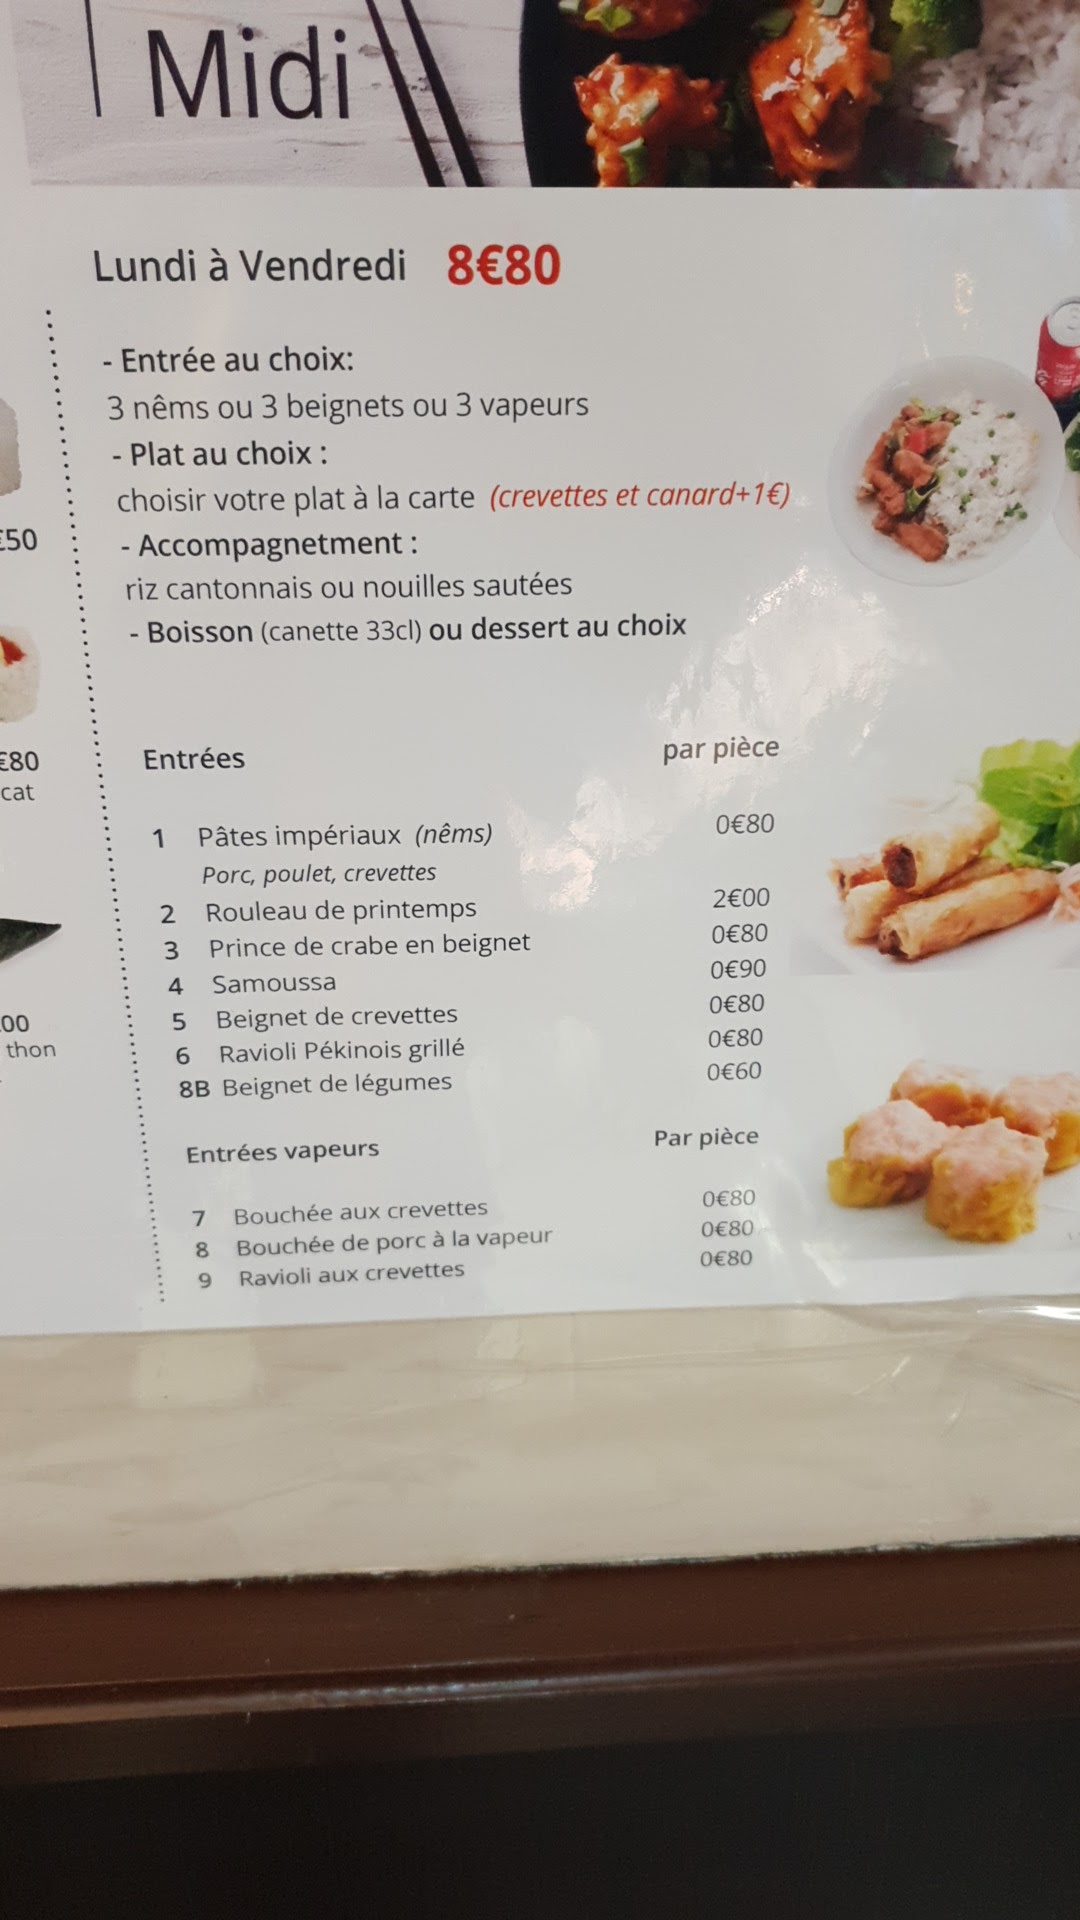 Midi
Lundi à Vendredi 8€80
- Entrée au choix:
3 nêms ou 3 beignets ou 3 vapeurs
- Plat au choix :
choisir votre plat à la carte (crevettes et canard+1€)
- Accompagnetment :
riz cantonnais ou nouilles sautées
- Boisson (canette 33cl) ou dessert au choix
€50
€80
cat
00
thon
Entrées par pièce
1 Pâtes impériaux (nêms) 0€80
Porc, poulet, crevettes
2 Rouleau de printemps 2€00
3 Prince de crabe en beignet 0€80
4 Samoussa 0€90
5 Beignet de crevettes 0€80
6 Ravioli Pékinois grillé 0€80
8B Beignet de légumes 0€60
Entrées vapeurs Par pièce
7 Bouchée aux crevettes 0€80
8 Bouchée de porc à la vapeur 0€80
9 Ravioli aux crevettes 0€80